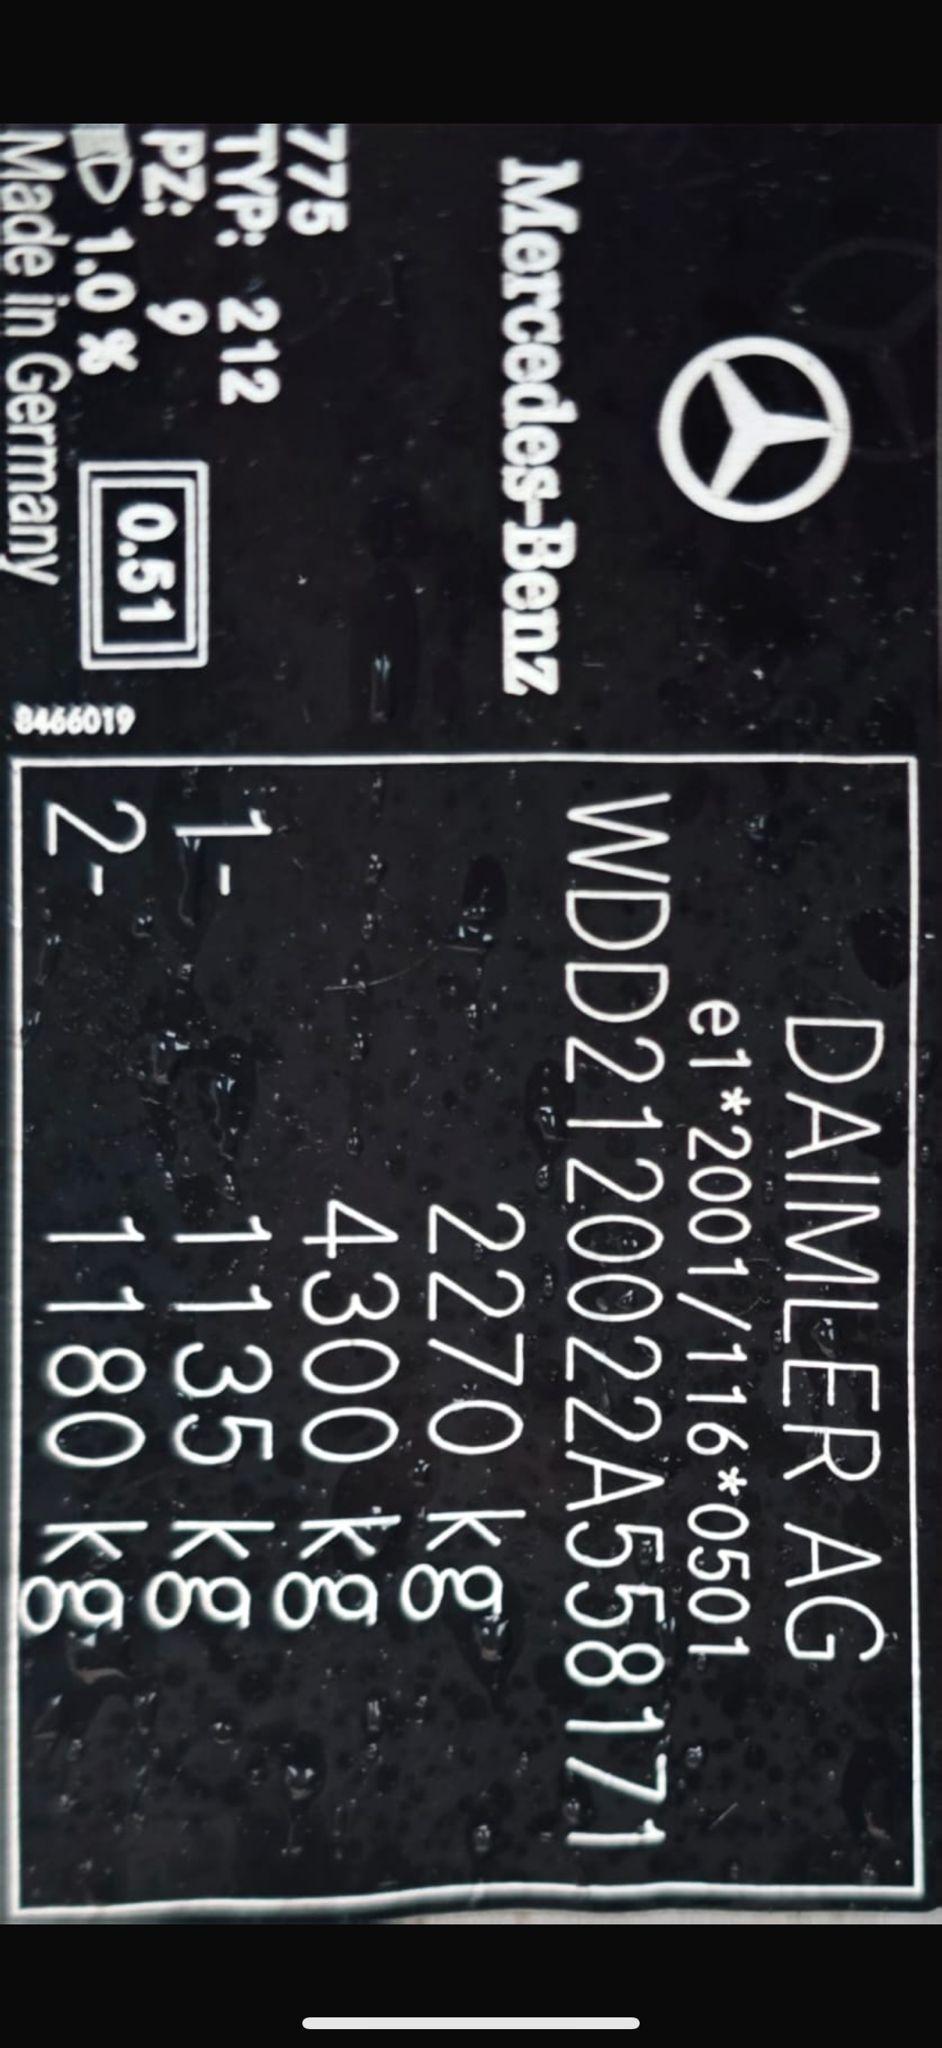 Mercedes-Benz
775
TYP: 212
PZ: 9
1.0 %
0.51
Made in Germany
8466019
DAIMLER AG
e1*2001/116*0501
WDD2120022A558171
2270 kg
4300 kg
1- 1135 kg
2- 1180 kg